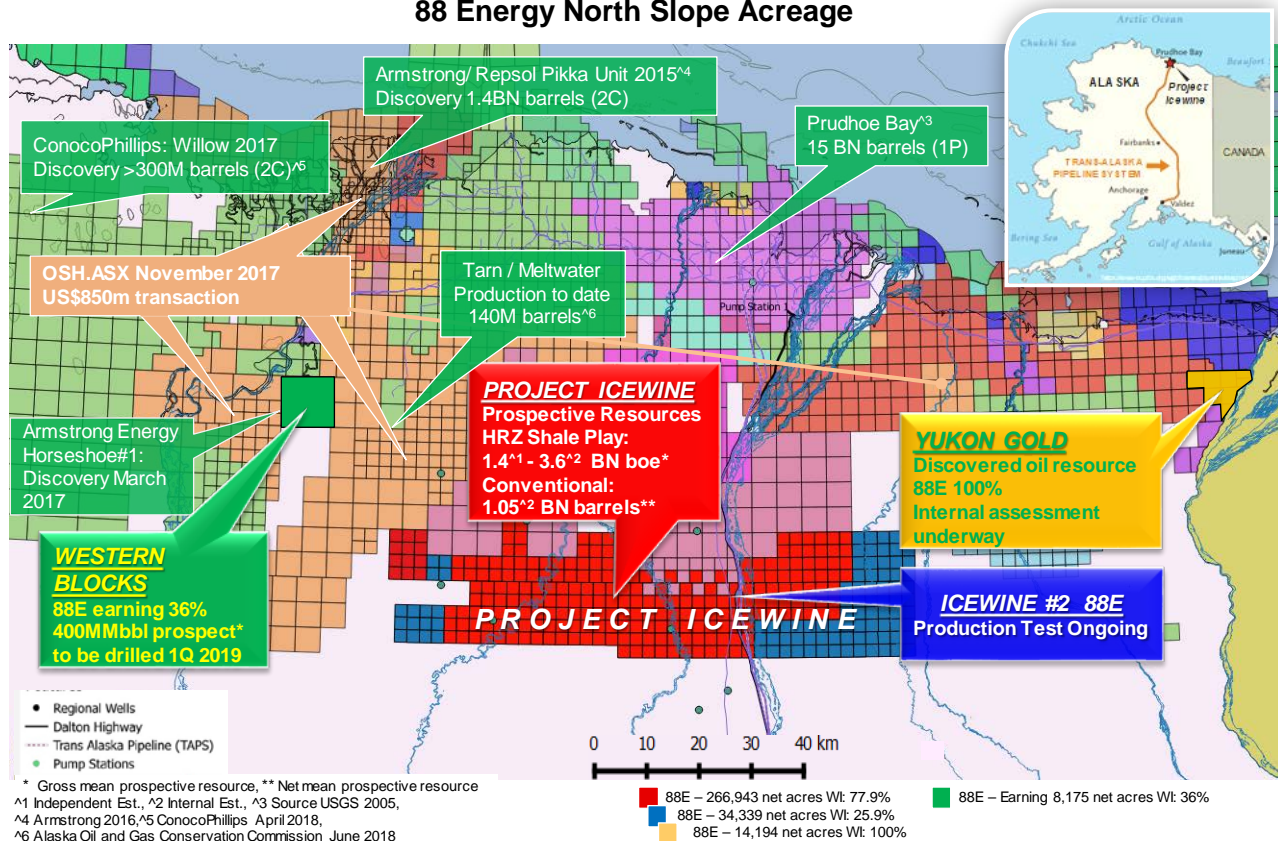 88 Energy North Slope Acreage
Arctic Ocean
Chukchi Sea
Prudhoe Bay
Beaufort
ALASKA
Project
Icewine
Fairbanks
CANADA
TRANS-ALASKA
PIPELINE SYSTEM
Anchorage
Valdez
Bering Sea
Gulf of Alaska
Juneau
Armstrong/ Repsol Pikka Unit 2015^4
Discovery 1.4BN barrels (2C)
ConocoPhillips: Willow 2017
Discovery >300M barrels (2C)^5
Prudhoe Bay^3
15 BN barrels (1P)
OSH.ASX November 2017
US$850m transaction
Tarn / Meltwater
Production to date
140M barrels^6
Pump Station 1
PROJECT ICEWINE
Prospective Resources
HRZ Shale Play:
1.4^1 - 3.6^2 BN boe*
Conventional:
1.05^2 BN barrels**
Armstrong Energy
Horseshoe#1:
Discovery March
2017
YUKON GOLD
Discovered oil resource
88E 100%
Internal assessment
underway
WESTERN
BLOCKS
88E earning 36%
400MMbbl prospect*
to be drilled 1Q 2019
PROJECT ICEWINE
ICEWINE #2 88E
Production Test Ongoing
Regional Wells
Dalton Highway
Trans Alaska Pipeline (TAPS)
Pump Stations
0 10 20 30 40 km
* Gross mean prospective resource, ** Net mean prospective resource
^1 Independent Est., ^2 Internal Est., ^3 Source USGS 2005,
^4 Armstrong 2016,^5 ConocoPhillips April 2018,
^6 Alaska Oil and Gas Conservation Commission June 2018
88E – 266,943 net acres WI: 77.9%
88E – 34,339 net acres WI: 25.9%
88E – 14,194 net acres WI: 100%
88E – Earning 8,175 net acres WI: 36%